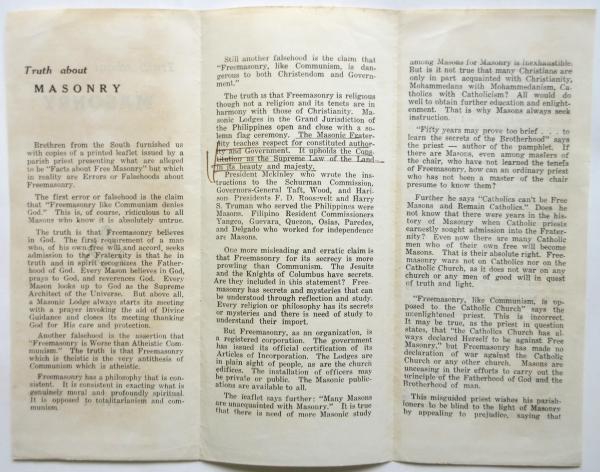 Truth about
MASONRY
Brethren from the South furnished us
with copies of a printed leaflet issued by a
parish priest presenting what are alleged
to be "Facts about Free Masonry" but which
in reality are Errors or Falsehoods about
Freemasonry.
The first error or falsehood is the claim
that "Freemasonry like Communism denies
God." This is, of course, ridiculous to all
Masons who know it is absolutely untrue.
The truth is that Freemasonry believes
in God. The first requirement of a man
who, of his own free will and accord, seeks
admission to the Fraternity is that he in
truth and in spirit recognizes the Father-
hood of God. Every Mason believes in God,
prays to God, and reverences God. Every
Mason looks up to God as the Supreme
Architect of the Universe. But above all,
a Masonic Lodge always starts its meeting
with a prayer invoking the aid of Divine
Guidance and closes its meeting thanking
God for His care and protection.
Another falsehood is the assertion that
"Freemasonry is Worse than Atheistic Com-
munism." The truth is that Freemasonry
which is theistic is the very antithesis of
Communism which is atheistic.
Freemasonry has a philosophy that is con-
sistent. It is consistent in exacting what is
genuinely moral and profoundly spiritual.
It is opposed to totalitarianism and com-
munism.
Still another falsehood is the claim that
"Freemasonry, like Communism, is dan-
gerous to both Christendom and Govern-
ment."
The truth is that Freemasonry is religious
though not a religion and its tenets are in
harmony with those of Christianity. Ma-
sonic Lodges in the Grand Jurisdiction of
the Philippines open and close with a so-
lemn flag ceremony. The Masonic Frater-
nity teaches respect for constituted author-
ity and Government. It upholds the Cons-
titution as the Supreme Law of the Land
in its beauty and majesty.
President Mckinley who wrote the ins-
tructions to the Schurman Commission,
Governors-General Taft, Wood, and Hari-
son Presidents F. D. Roosevelt and Harry
S. Truman who served the Philippines were
Masons. Filipino Resident Commissioners
Yangco, Guevara, Quezon, Osias, Paredes,
and Delgado who worked for independence
are Masons.
One more misleading and erratic claim is
that Freemasonry for its secrecy is more
prowling than Communism. The Jesuits
and the Knights of Columbus have secrets.
Are they included in this statement? Free-
masonry has secrets and mysteries that can
be understood through reflection and study.
Every religion or philosophy has its secrets
or mysteries and there is need of study to
understand their import.
But Freemasonry, as an organization, is
a registered corporation. The government
has issued its official certification of its
Articles of Incorporation. The Lodges are
in plain sight of people, as are the church
edifices. The installation of officers may
be private or public. The Masonic public-
ations are available to all.
The leaflet says further: "Many Masons
are unacquainted with Masonry." It is true
that there is need of more Masonic study
among Masons for Masonry is inexhaustible.
But is it not true that many Christians are
only in part acquainted with Christianity,
Mohammedans with Mohammedanism, Ca-
tholics with Catholicism? All would do
well to obtain further education and enlight-
enment. That is why Masons always seek
instruction.
"Fifty years may prove too brief . . . to
learn the secrets of the Brotherhood" says
the priest — author of the pamphlet. If
there are Masons, even among masters of
the chair, who have not learned the tenets
of Freemasonry, how can an ordinary priest
who has not been a master of the chair
presume to know them?
Further he says "Catholics can't be Free
Masons and Remain Catholics." Does he
not know that there were years in the his-
tory of Masonry when Catholic priests
earnestly sought admission into the Frater-
nity? Even now there are many Catholic
men who of their own free will become
Masons. That is their absolute right. Free-
masonry wars not on Catholics nor on the
Catholic Church, as it does not war on any
church or any men of good will in quest
of truth and light.
"Freemasonry, like Communism, is op-
posed to the Catholic Church" says the
unenlightened priest. This is incorrect.
It may be true, as the priest in question
states, that "the Catholics Church has al-
ways declared Herself to be against Free
Masonry," but Freemasonry has made no
declaration of war against the Catholic
Church or any other church. Masons are
unceasing in their efforts to carry out the
principle of the Fatherhood of God and the
Brotherhood of man.
This misguided priest wishes his parish-
ioners to be blind to the light of Masonry
by appealing to prejudice, saying that